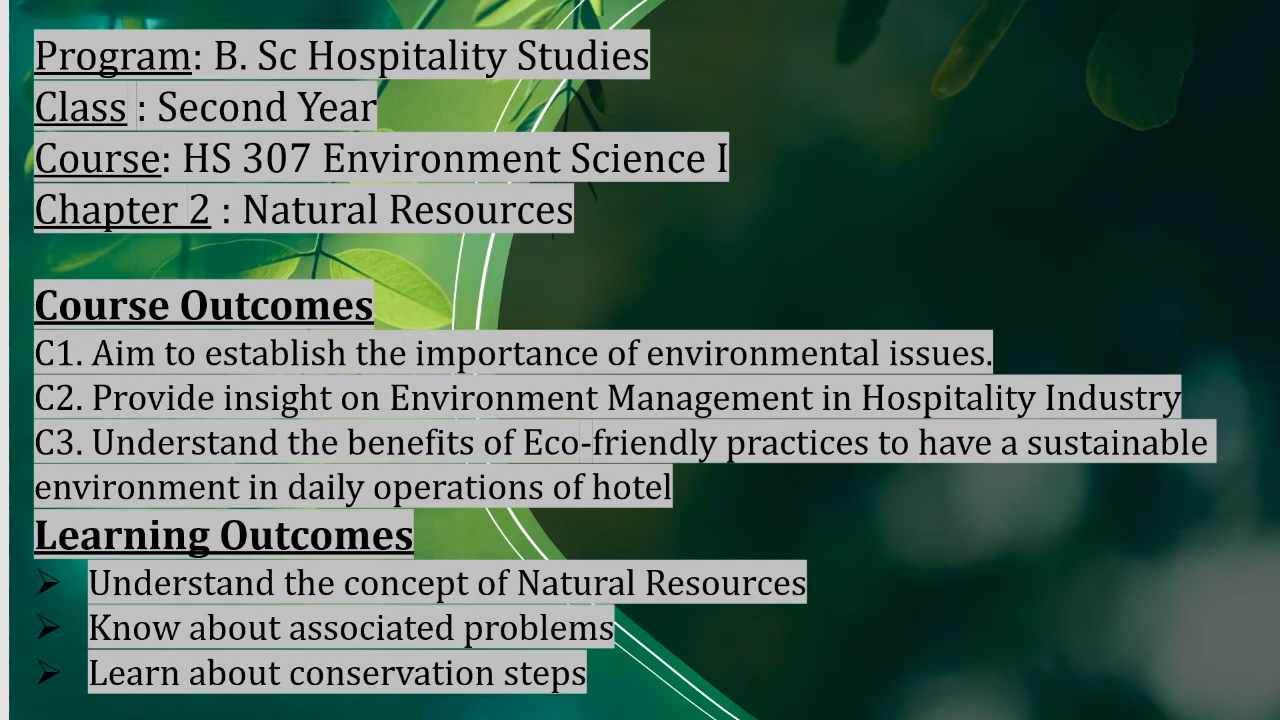 Program: B. Sc Hospitality Studies
Class : Second Year
Course: HS 307 Environment Science I
Chapter 2 : Natural Resources
Course Outcomes
C1. Aim to establish the importance of environmental issues.
C2. Provide insight on Environment Management in Hospitality Industry
C3. Understand the benefits of Eco-friendly practices to have a sustainable
environment in daily operations of hotel
Learning Outcomes
➢ Understand the concept of Natural Resources
➢ Know about associated problems
➢ Learn about conservation steps